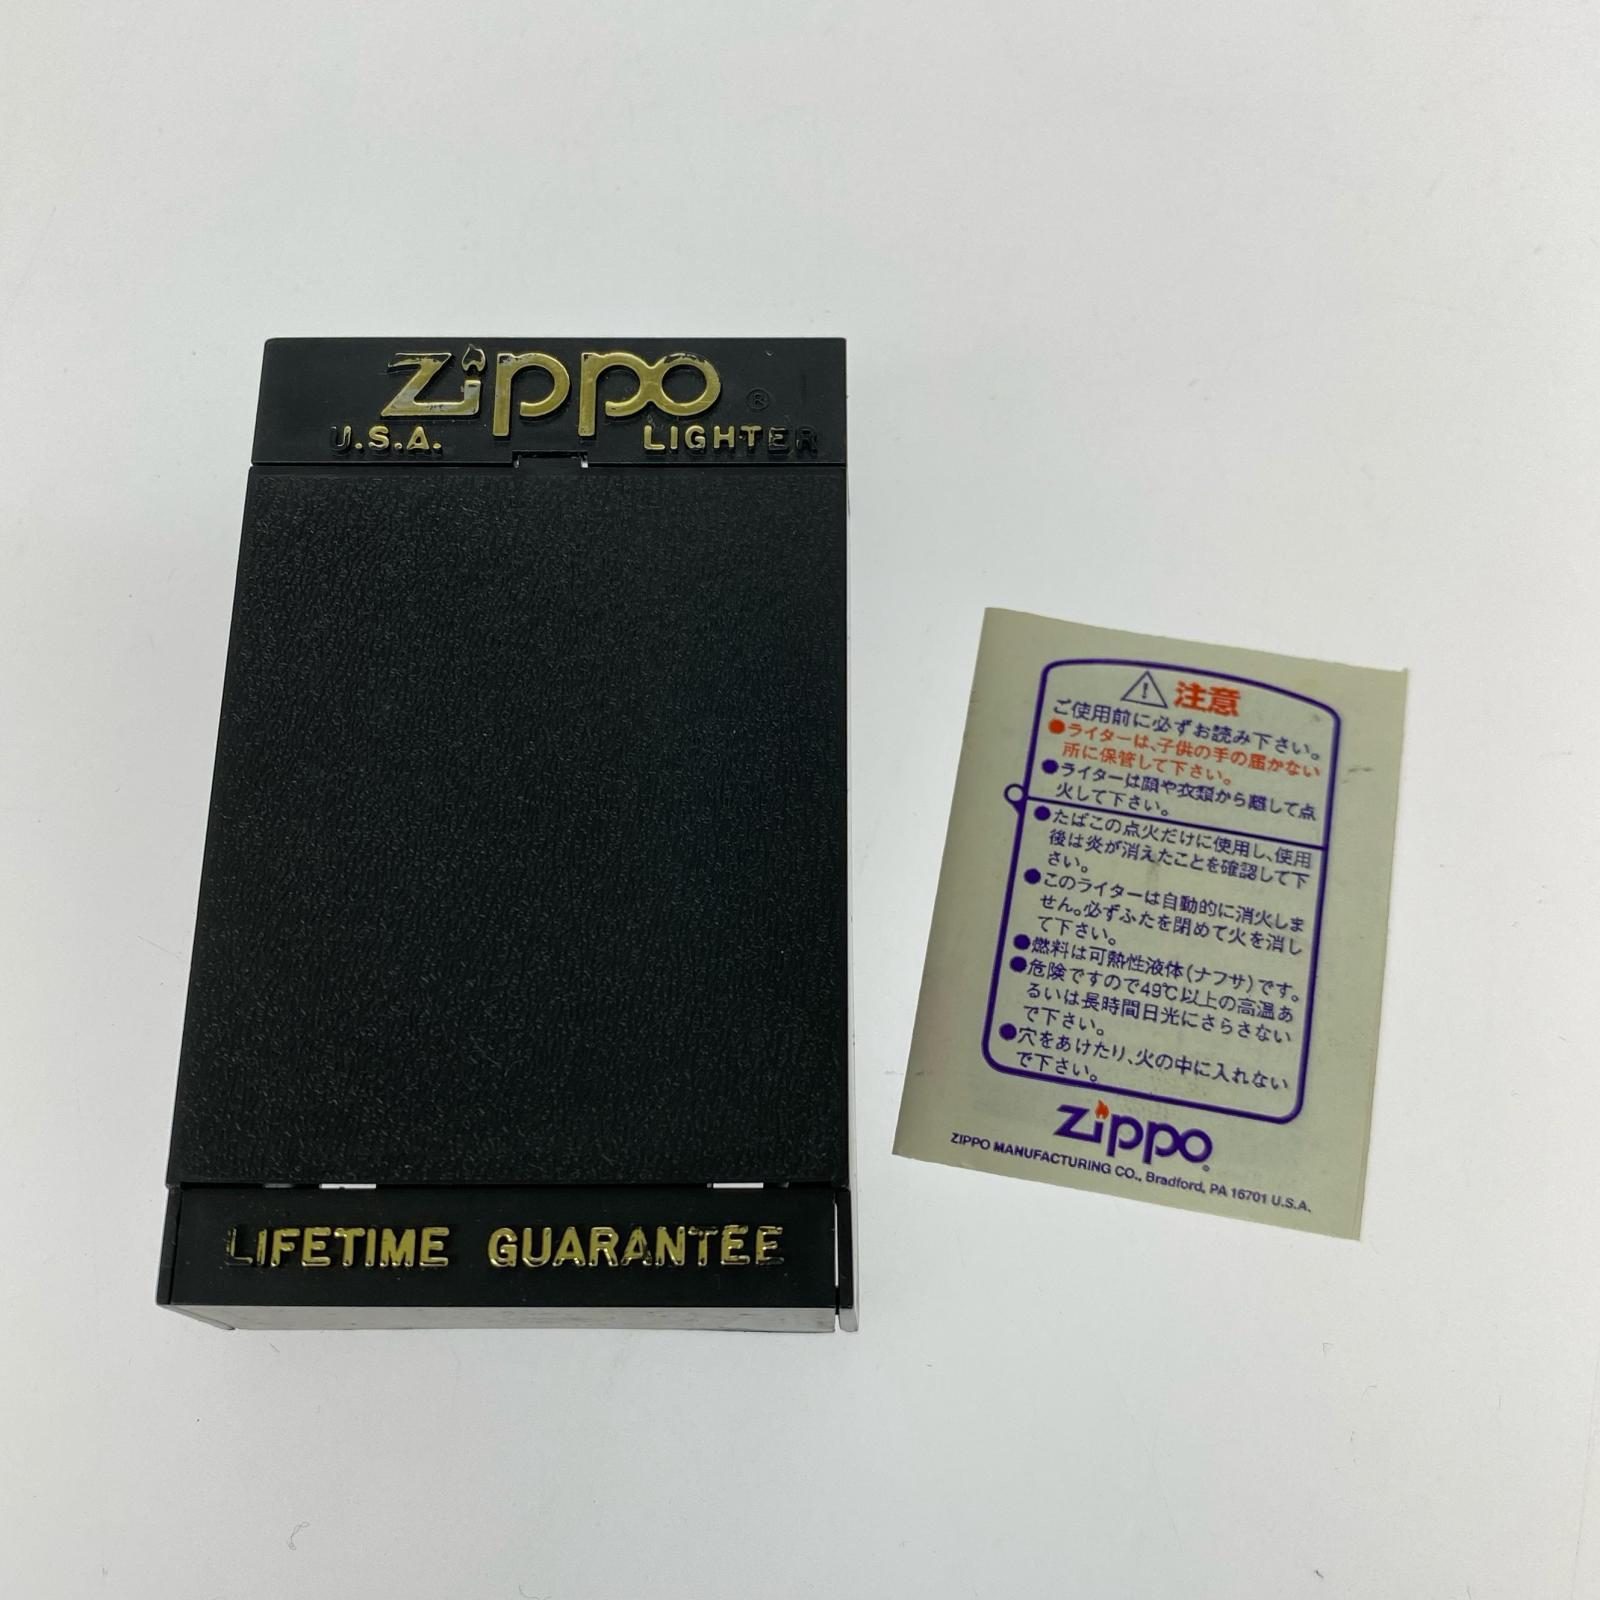 Zippo
®
U.S.A. LIGHTER
LIFETIME GUARANTEE
注意
ご使用前に必ずお読み下さい。
●ライターは、子供の手の届かない
所に保管して下さい。
●ライターは顔や衣類から離して点
火して下さい。
●たばこの点火だけに使用し、使用
後は炎が消えたことを確認して下
さい。
●このライターは自動的に消火しま
せん。必ずふたを閉めて火を消し
て下さい。
●燃料は可熱性液体(ナフサ)です。
●危険ですので49℃以上の高温あ
るいは長時間日光にさらさない
で下さい。
●穴をあけたり、火の中に入れない
で下さい。
Zippo®
ZIPPO MANUFACTURING CO., Bradford, PA 16701 U.S.A.